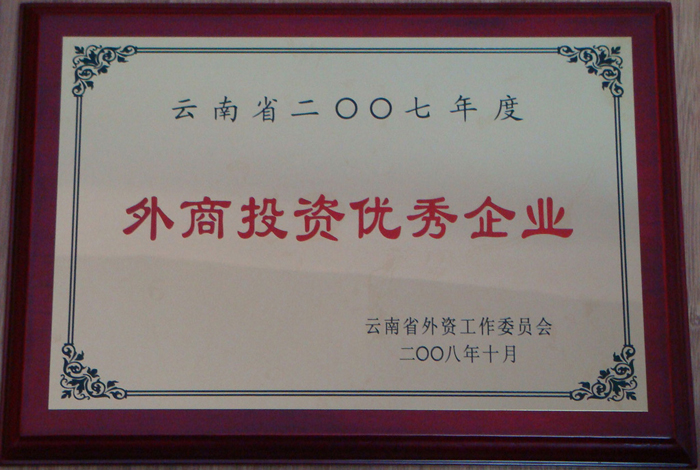 云南省二〇〇七年度
外商投资优秀企业
云南省外资工作委员会
二〇〇八年十月